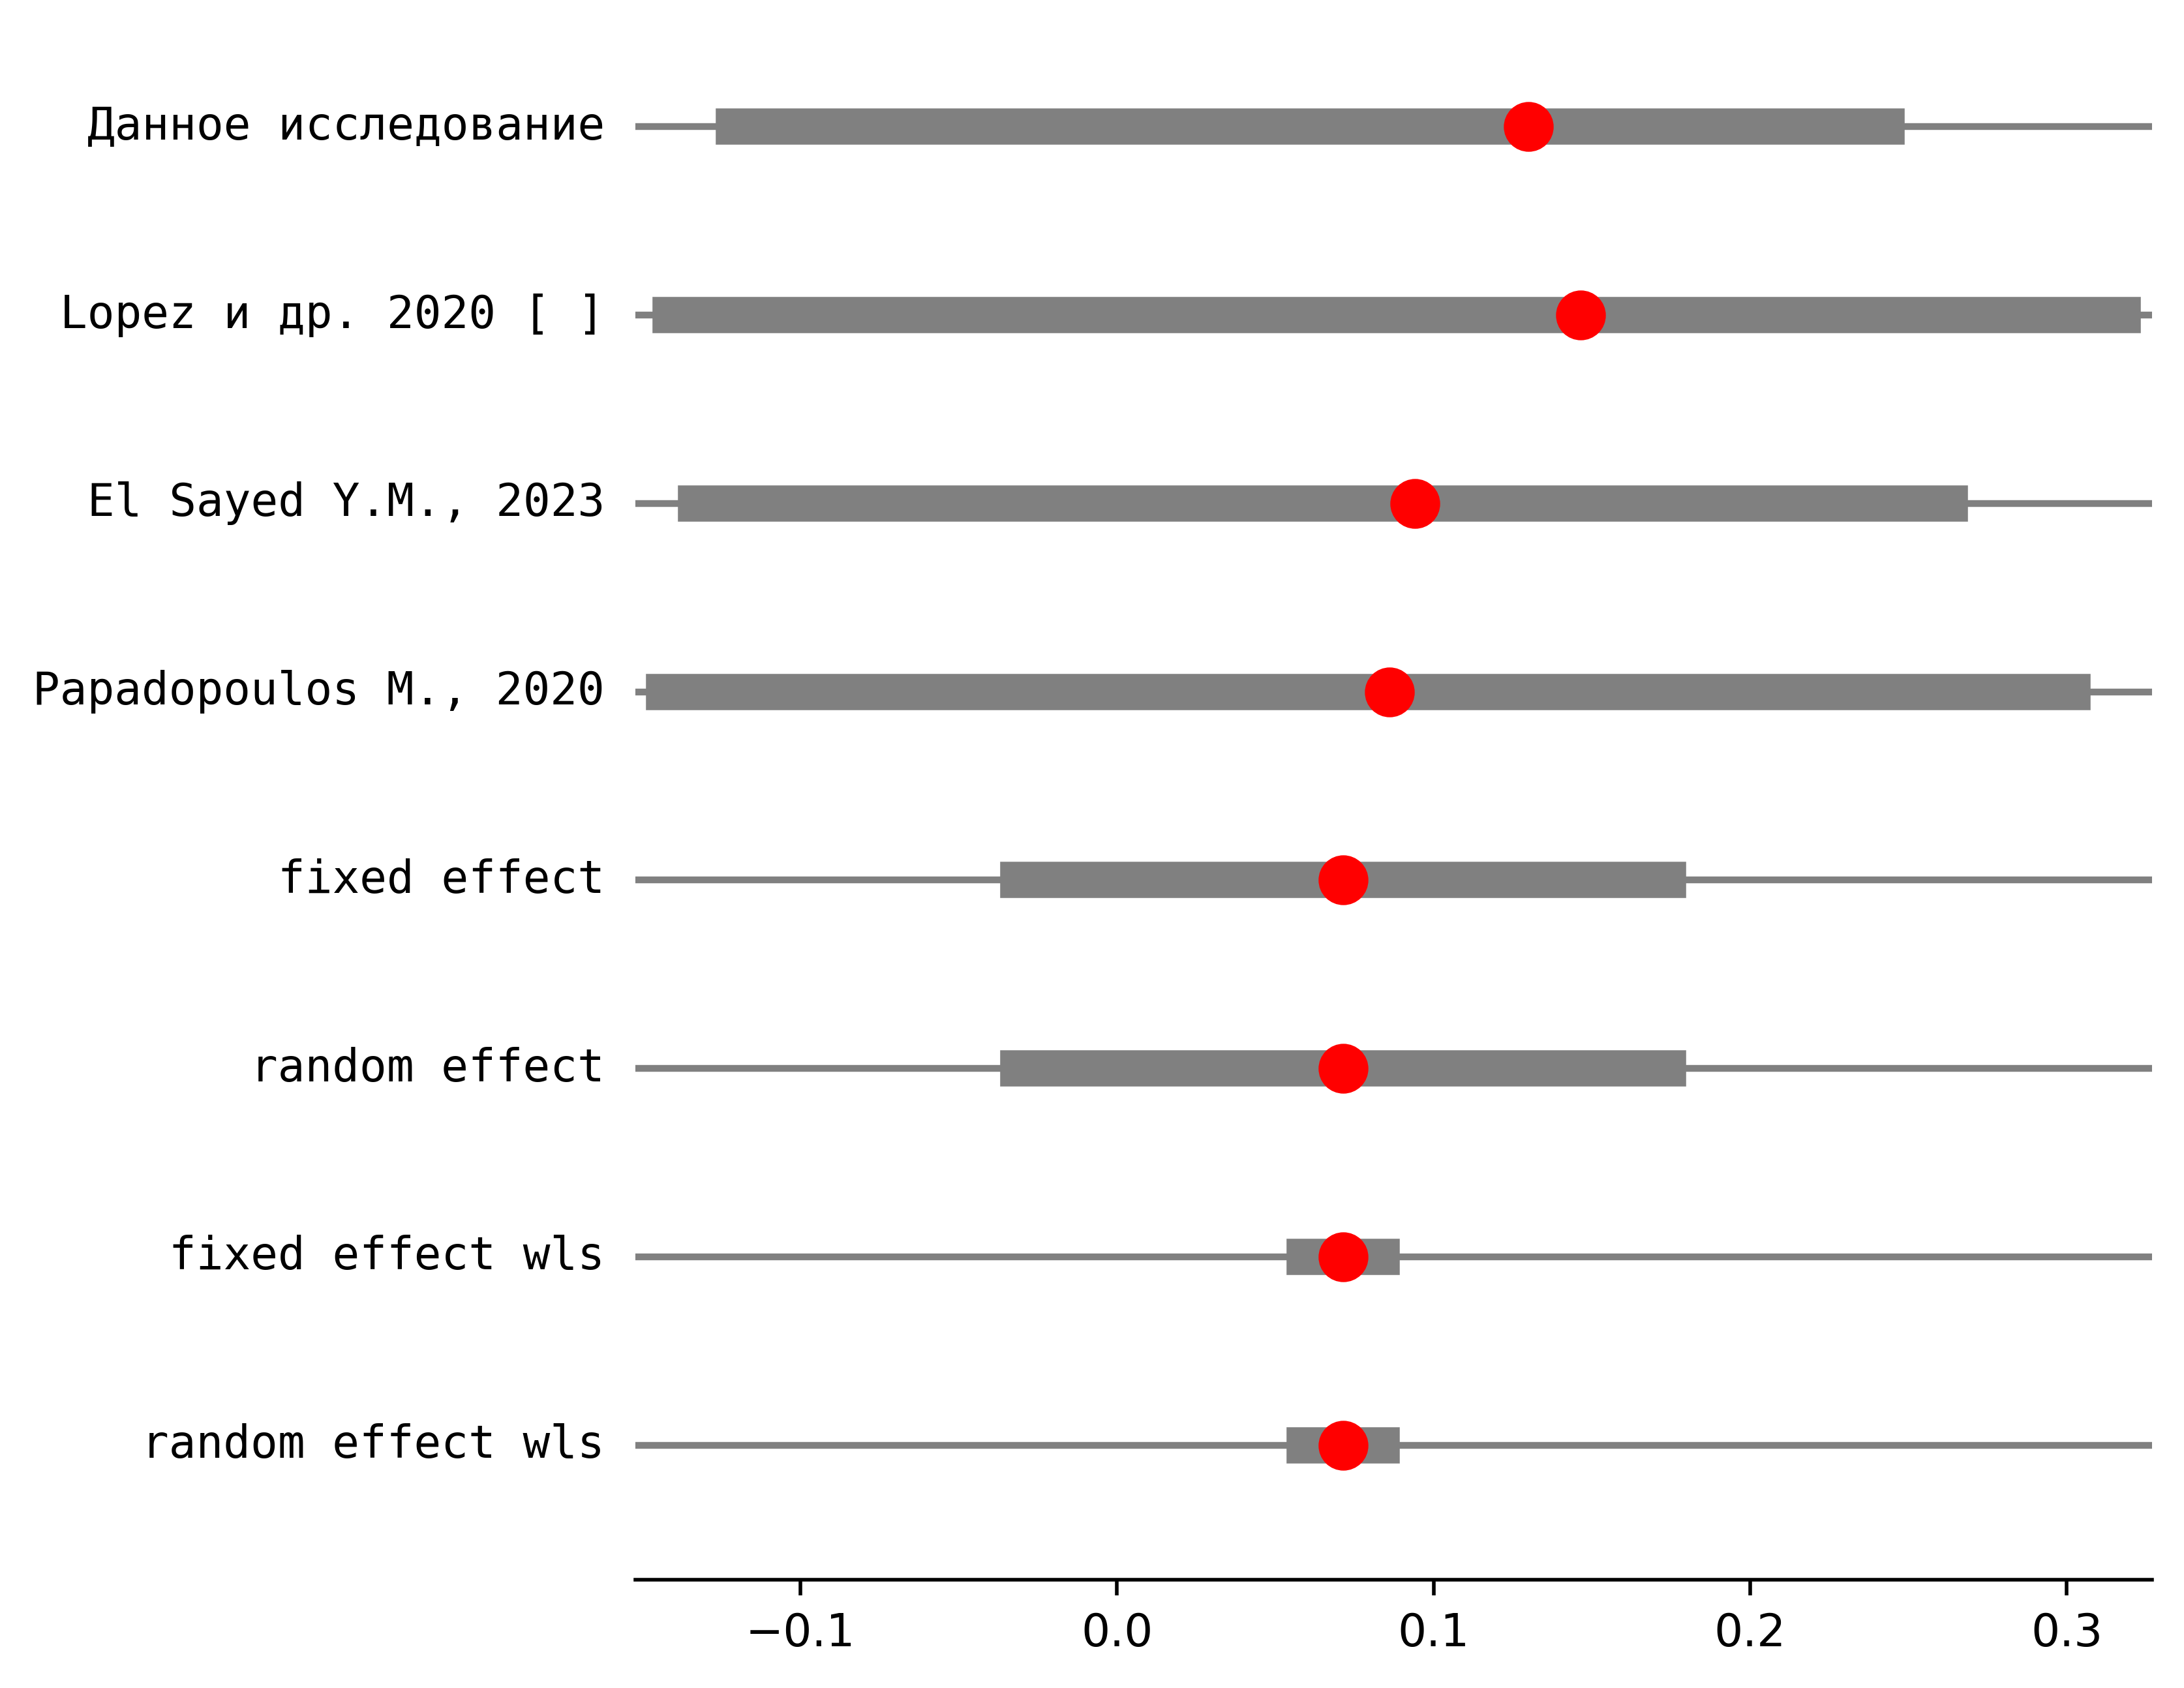 Данное исследование
Lopez и др. 2020 [ ]
El Sayed Y.M., 2023
Papadopoulos M., 2020
fixed effect
random effect
fixed effect wls
random effect wls
−0.1 0.0 0.1 0.2 0.3